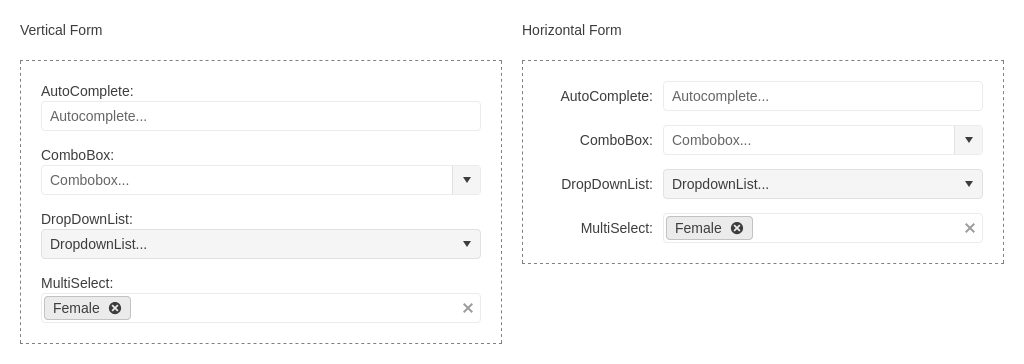 Vertical Form
AutoComplete:
Autocomplete...
ComboBox:
Combobox...
DropDownList:
DropdownList...
MultiSelect:
Female
Horizontal Form
AutoComplete: Autocomplete...
ComboBox: Combobox...
DropDownList: DropdownList...
MultiSelect: Female